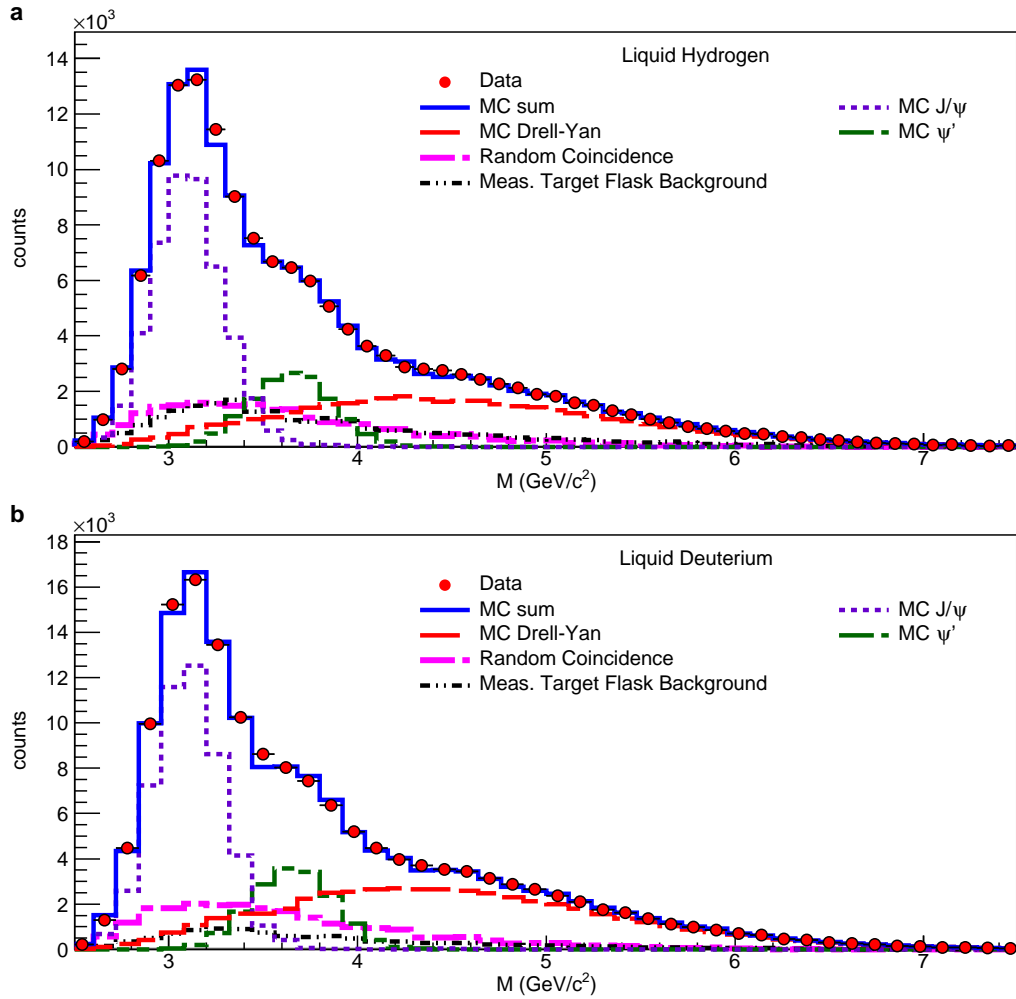 a
×10³
Liquid Hydrogen
Data
MC sum
MC J/ψ
MC Drell-Yan
MC ψ'
Random Coincidence
Meas. Target Flask Background
14
12
10
8
6
4
2
0
counts
3 4 5 6 7
M (GeV/c²)
b
×10³
Liquid Deuterium
Data
MC sum
MC J/ψ
MC Drell-Yan
MC ψ'
Random Coincidence
Meas. Target Flask Background
18
16
14
12
10
8
6
4
2
0
counts
3 4 5 6 7
M (GeV/c²)